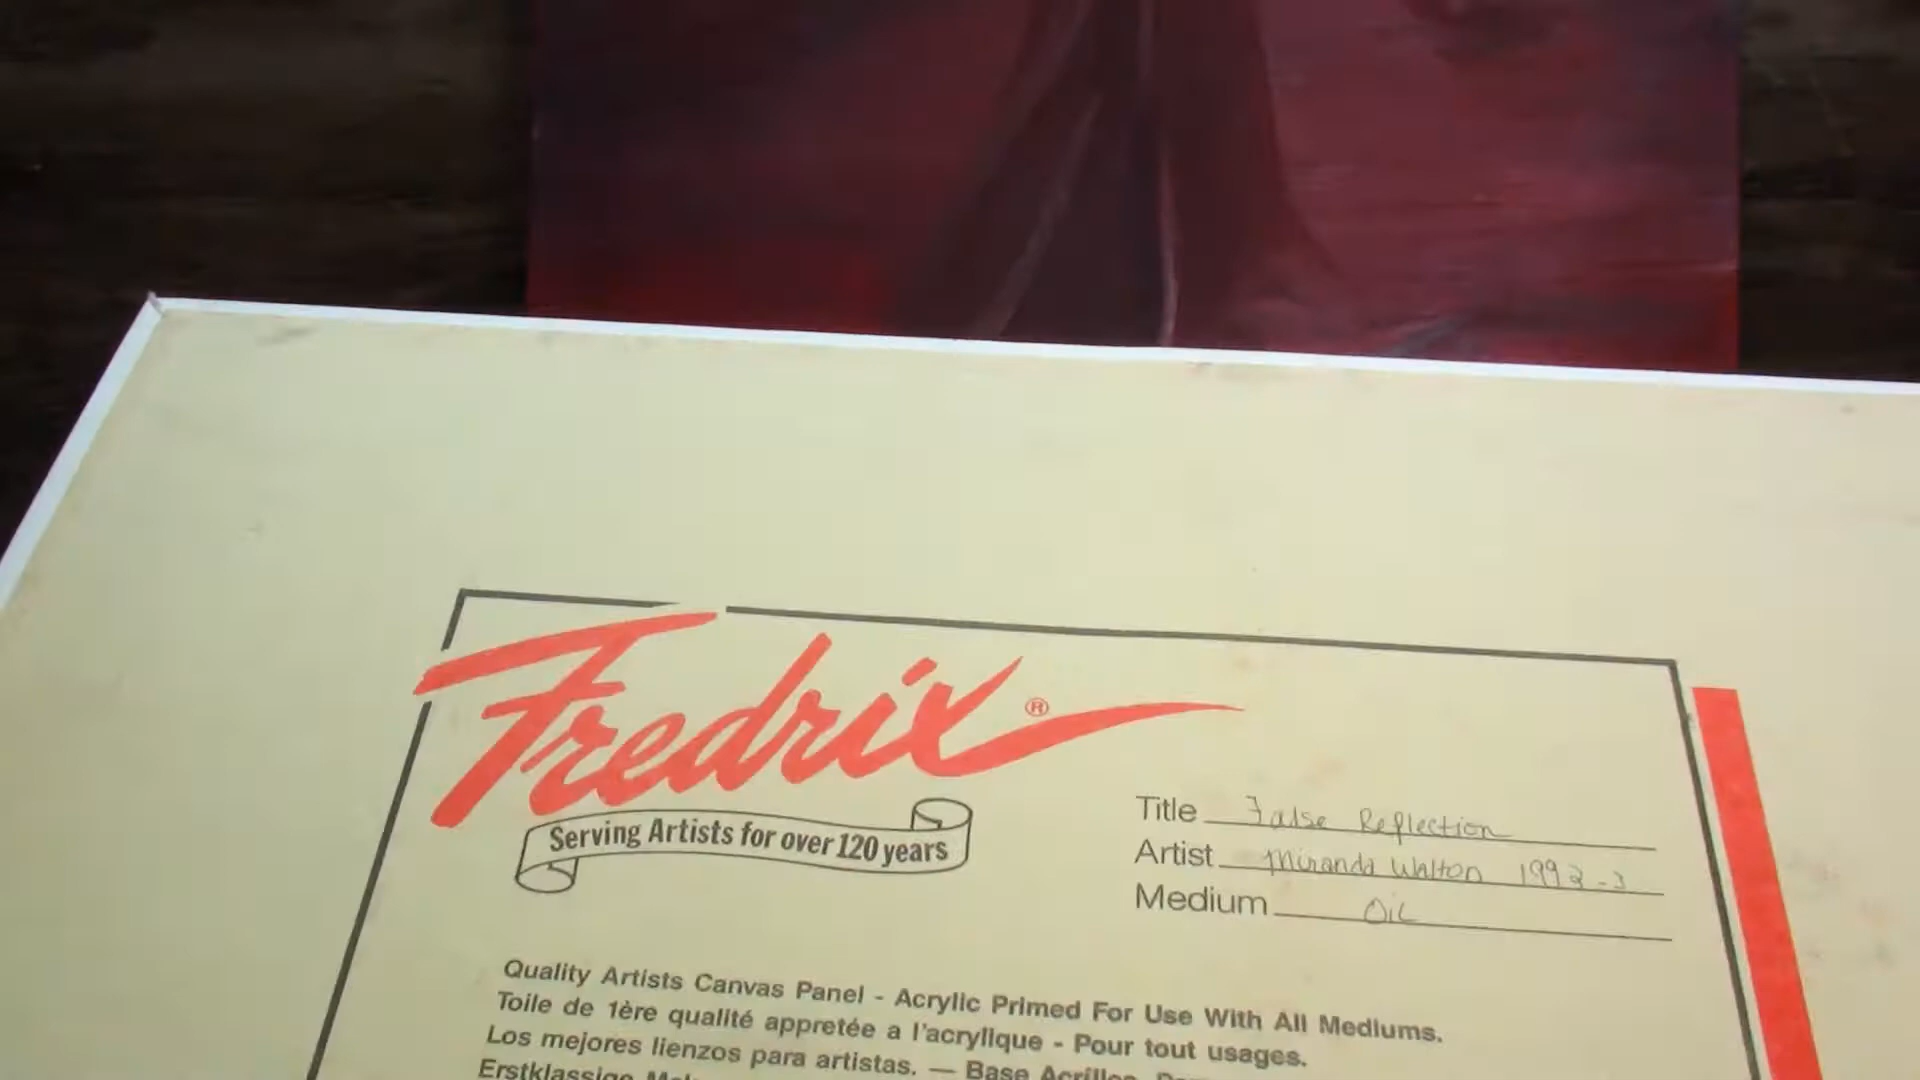 Fredrix®
Serving Artists for over 120 years
Title False Reflection
Artist Miranda Walton 1992-3
Medium Oil
Quality Artists Canvas Panel - Acrylic Primed For Use With All Mediums.
Toile de 1ère qualité appretée a l'acrylique - Pour tout usages.
Los mejores lienzos para artistas. — Base
Erstklassige